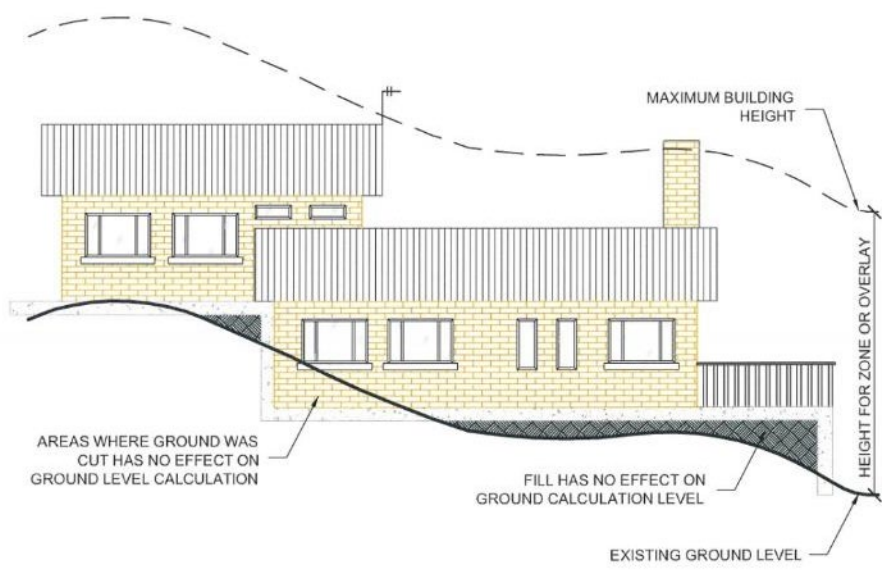 MAXIMUM BUILDING
HEIGHT
HEIGHT FOR ZONE OR OVERLAY
AREAS WHERE GROUND WAS
CUT HAS NO EFFECT ON
GROUND LEVEL CALCULATION
FILL HAS NO EFFECT ON
GROUND CALCULATION LEVEL
EXISTING GROUND LEVEL